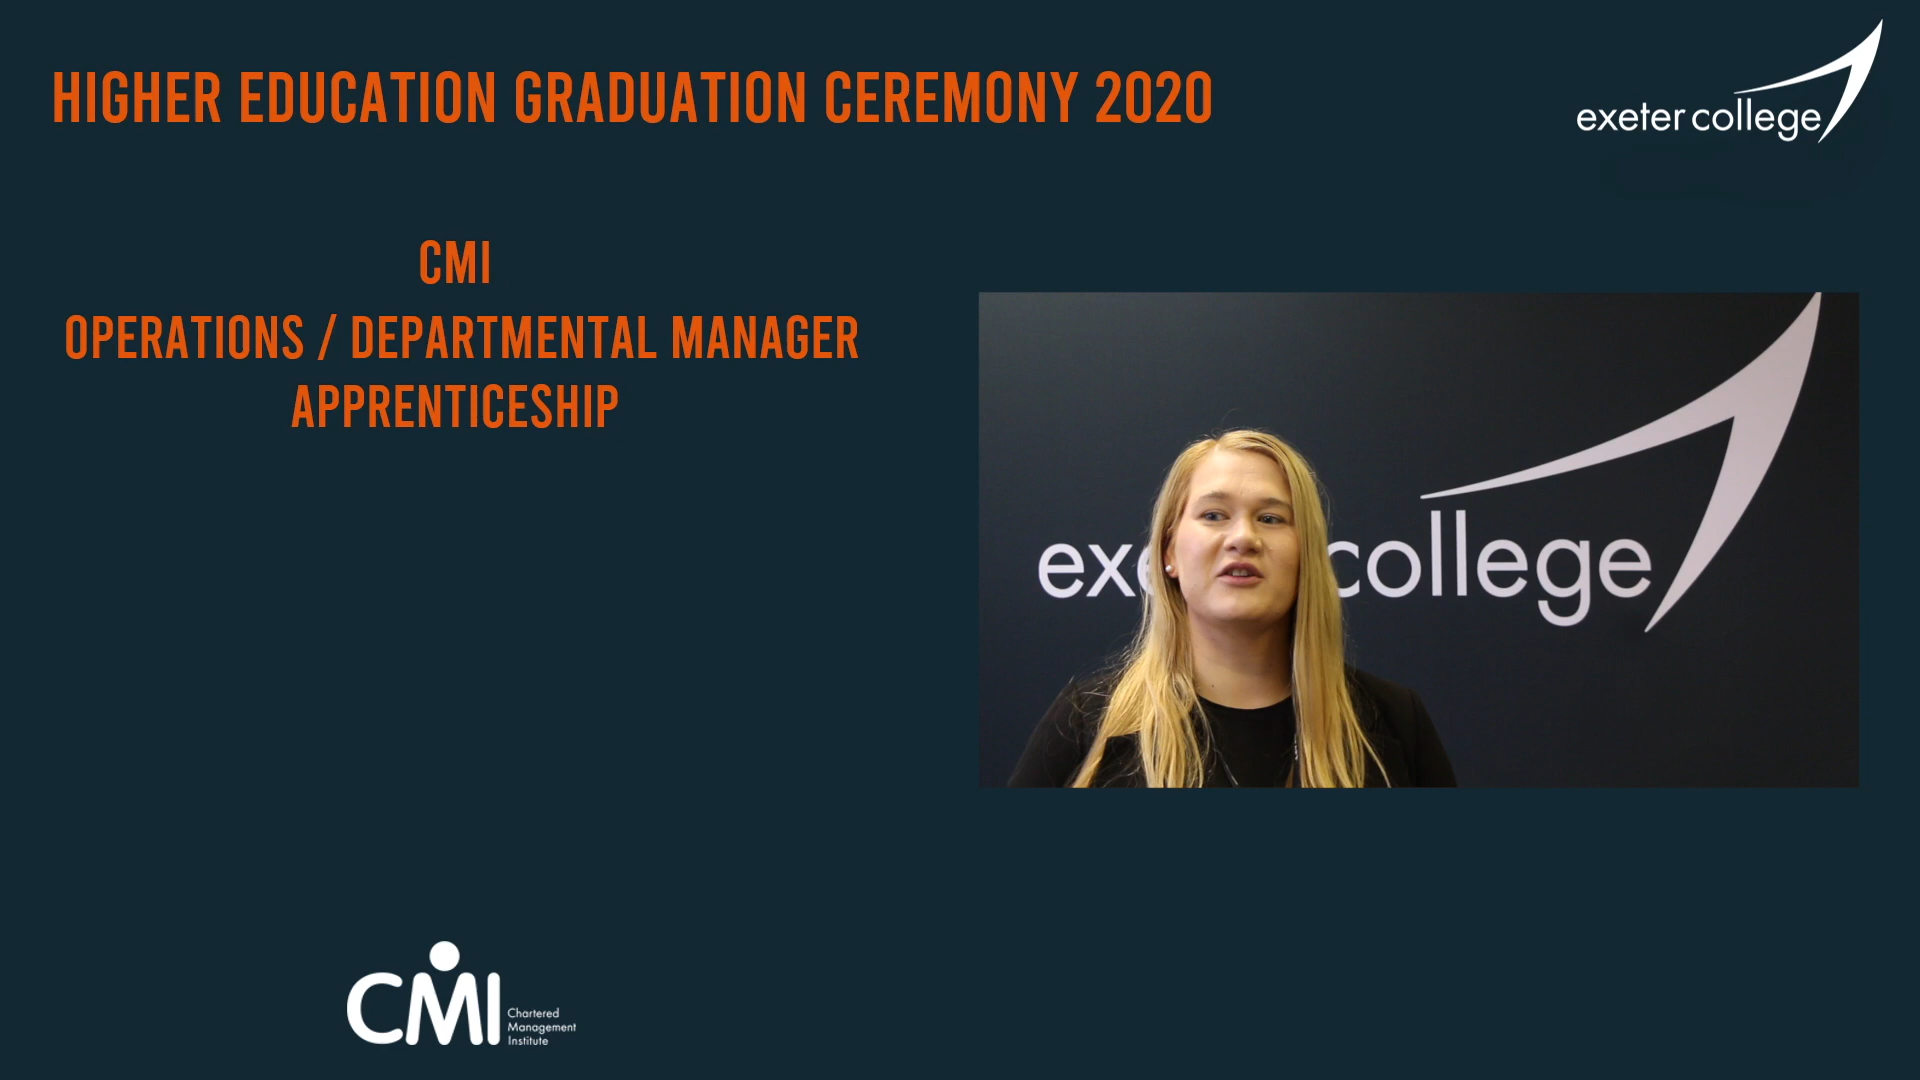 HIGHER EDUCATION GRADUATION CEREMONY 2020
exeter college
CMI
OPERATIONS / DEPARTMENTAL MANAGER
APPRENTICESHIP
exe college
CMI
Chartered
Management
Institute